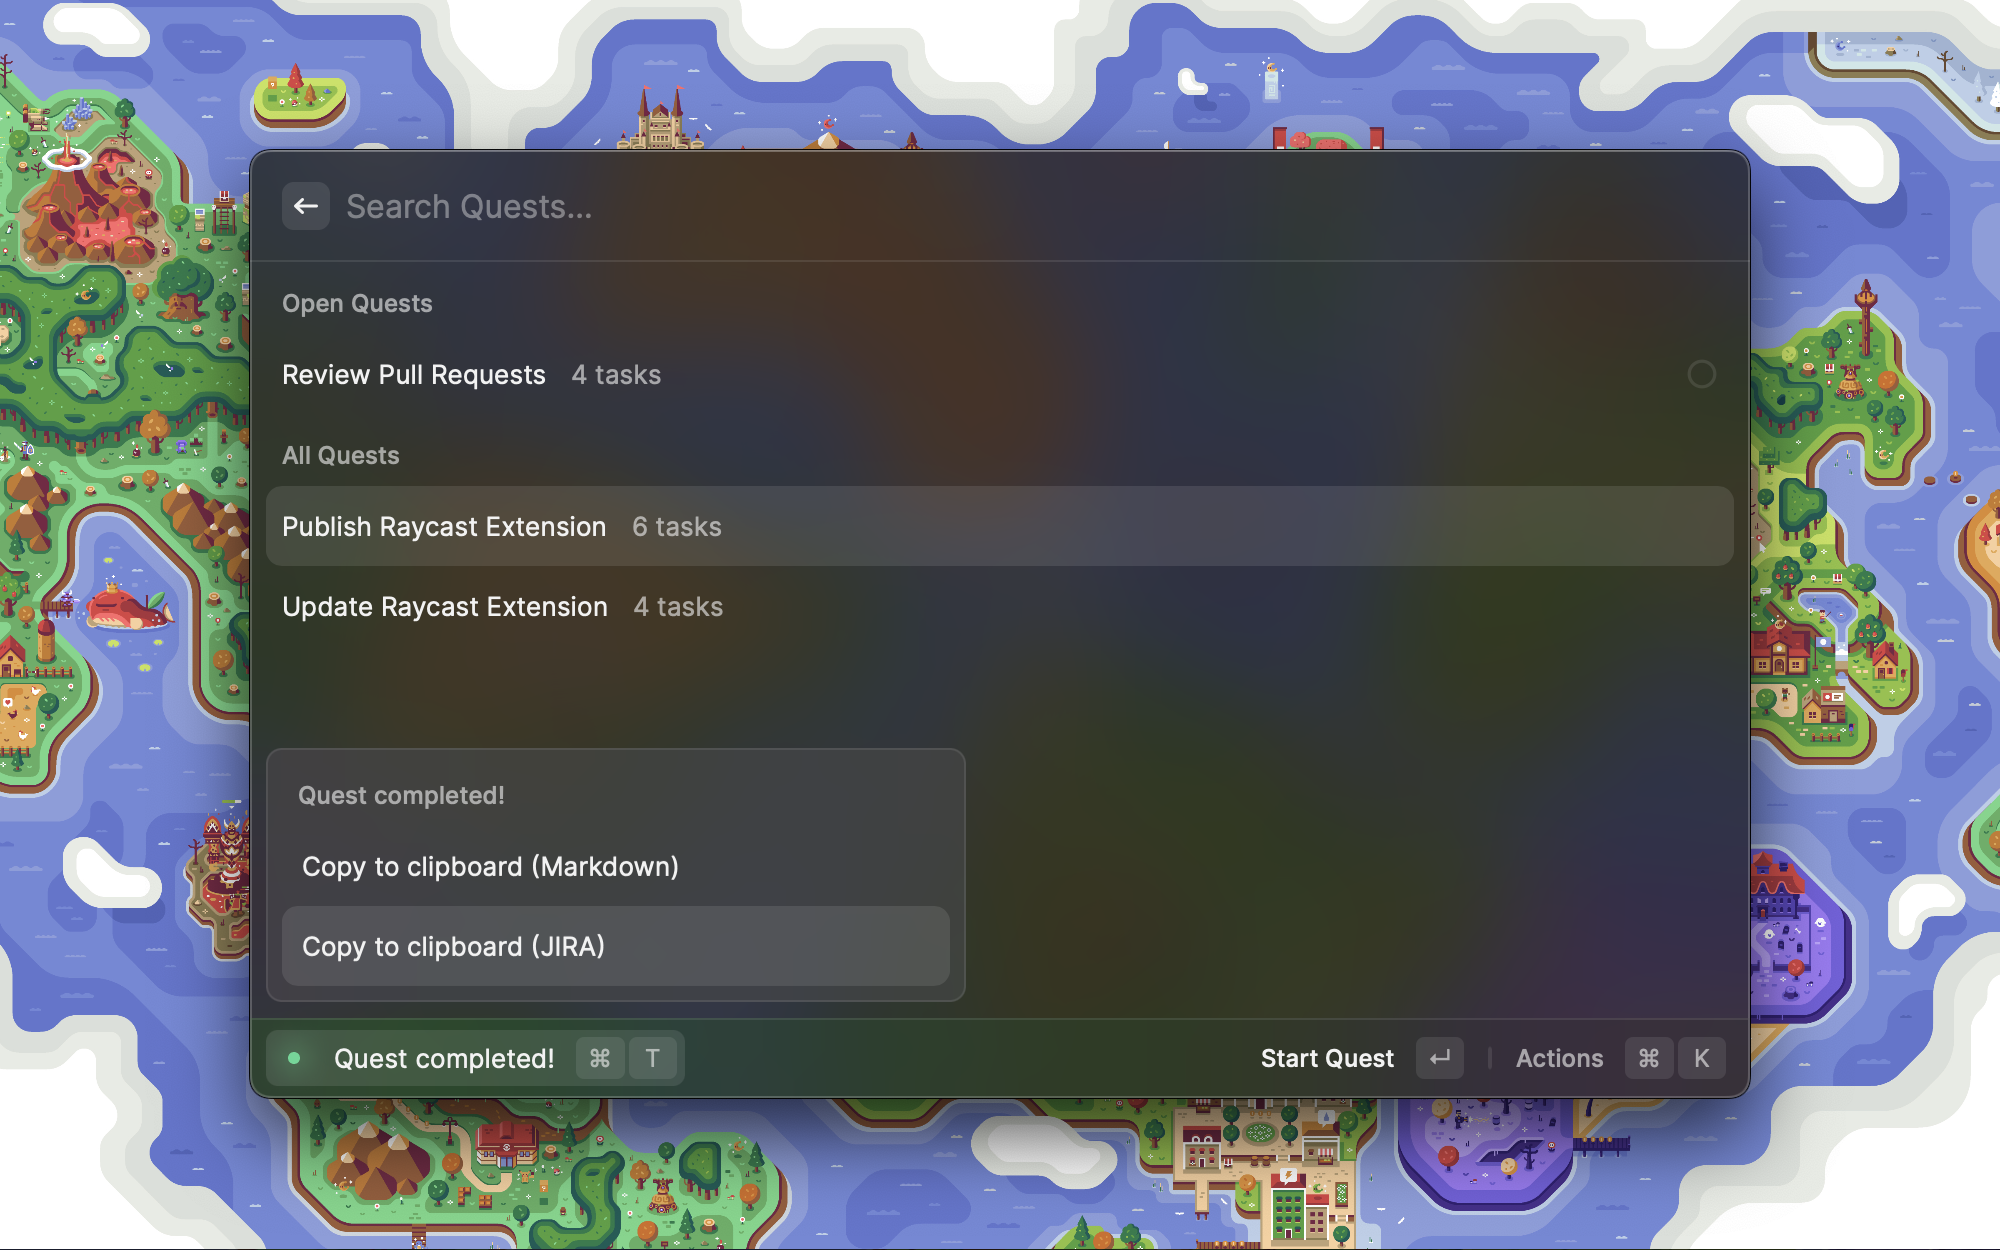 Search Quests...
Open Quests
Review Pull Requests 4 tasks
All Quests
Publish Raycast Extension 6 tasks
Update Raycast Extension 4 tasks
Quest completed!
Copy to clipboard (Markdown)
Copy to clipboard (JIRA)
Quest completed! ⌘ T Start Quest ↵ Actions ⌘ K